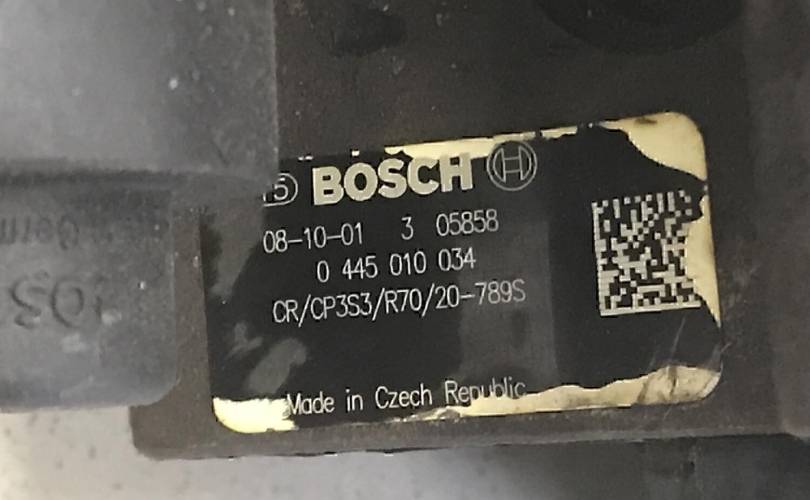 BOSCH
08-10-01 3 05858
0 445 010 034
CR/CP3S3/R70/20-789S
Made in Czech Republic